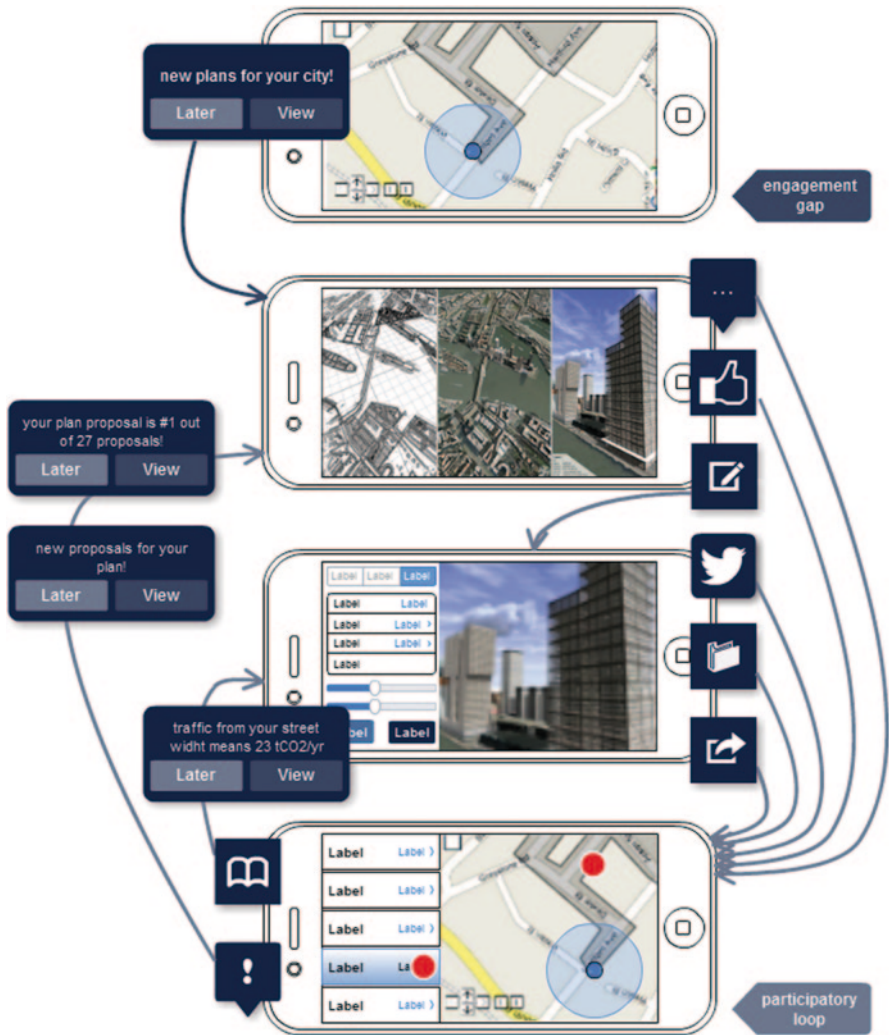 new plans for your city!
Later View
engagement
gap
...
your plan proposal is #1 out
of 27 proposals!
Later View
new proposals for your
plan!
Later View
Label Label Label
Label Label
Label Label >
Label Label >
Label
Label
traffic from your street
widht means 23 tCO2/yr
Later View
Label Label >
Label Label >
Label Label >
Label La
Label Label >
!
participatory
loop